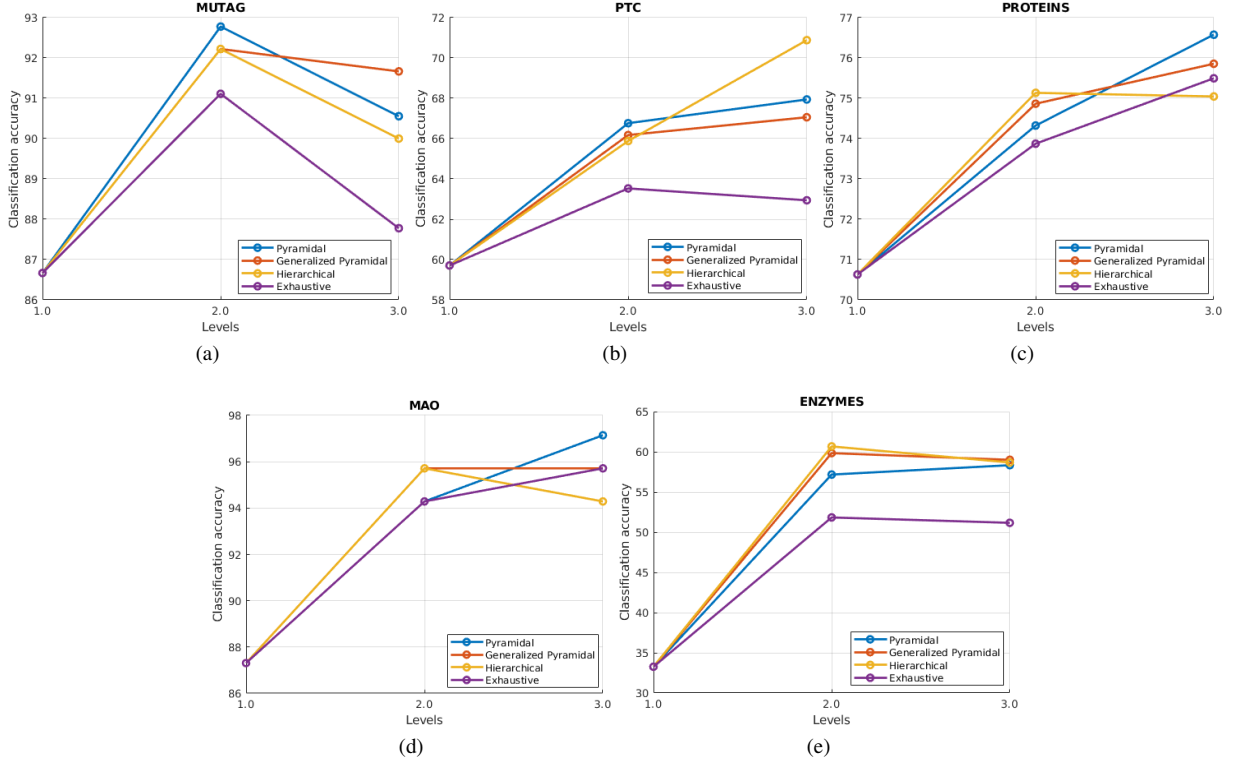 MUTAG
93
92
91
90
89
88
87
86
Classification accuracy
1.0 2.0 3.0
Levels
Pyramidal
Generalized Pyramidal
Hierarchical
Exhaustive
(a)
PTC
72
70
68
66
64
62
60
58
Classification accuracy
1.0 2.0 3.0
Levels
Pyramidal
Generalized Pyramidal
Hierarchical
Exhaustive
(b)
PROTEINS
77
76
75
74
73
72
71
70
Classification accuracy
1.0 2.0 3.0
Levels
Pyramidal
Generalized Pyramidal
Hierarchical
Exhaustive
(c)
MAO
98
96
94
92
90
88
86
Classification accuracy
1.0 2.0 3.0
Levels
Pyramidal
Generalized Pyramidal
Hierarchical
Exhaustive
(d)
ENZYMES
65
60
55
50
45
40
35
30
Classification accuracy
1.0 2.0 3.0
Levels
Pyramidal
Generalized Pyramidal
Hierarchical
Exhaustive
(e)